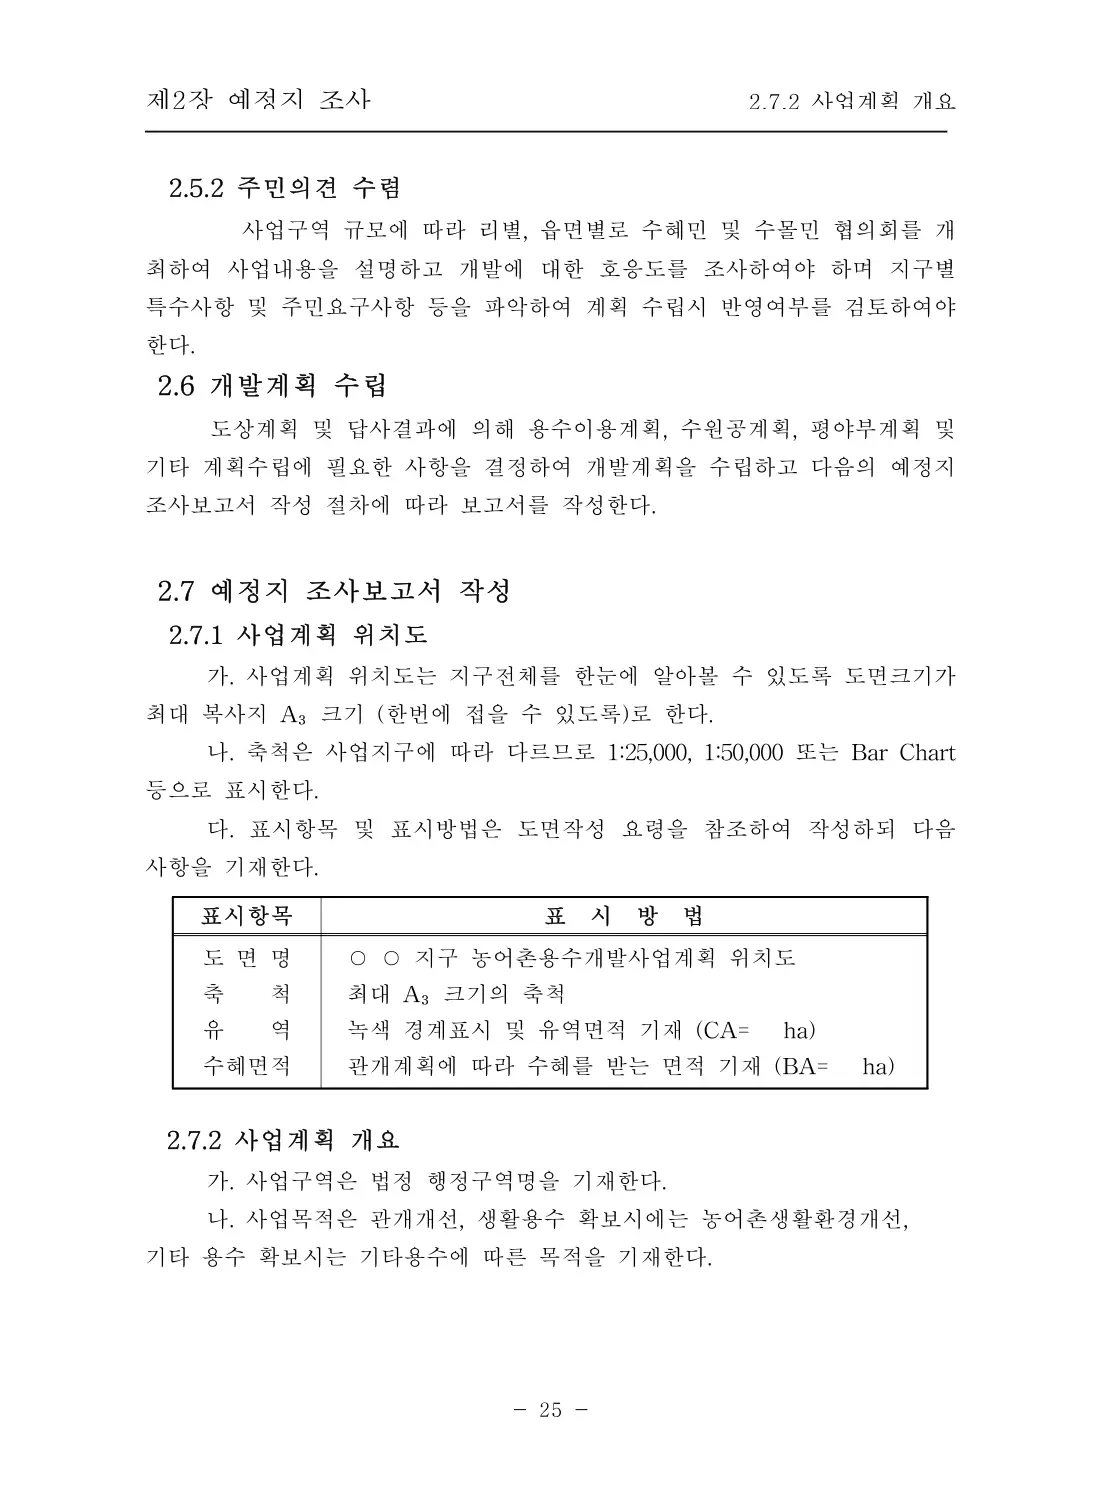 제2장 예정지 조사 2.7.2 사업계획 개요
2.5.2 주민의견 수렴
사업구역 규모에 따라 리별, 읍면별로 수혜민 및 수몰민 협의회를 개
최하여 사업내용을 설명하고 개발에 대한 호응도를 조사하여야 하며 지구별
특수사항 및 주민요구사항 등을 파악하여 계획 수립시 반영여부를 검토하여야
한다.
2.6 개발계획 수립
도상계획 및 답사결과에 의해 용수이용계획, 수원공계획, 평야부계획 및
기타 계획수립에 필요한 사항을 결정하여 개발계획을 수립하고 다음의 예정지
조사보고서 작성 절차에 따라 보고서를 작성한다.
2.7 예정지 조사보고서 작성
2.7.1 사업계획 위치도
가. 사업계획 위치도는 지구전체를 한눈에 알아볼 수 있도록 도면크기가
최대 복사지 A₃ 크기 (한번에 접을 수 있도록)로 한다.
나. 축척은 사업지구에 따라 다르므로 1:25,000, 1:50,000 또는 Bar Chart
등으로 표시한다.
다. 표시항목 및 표시방법은 도면작성 요령을 참조하여 작성하되 다음
사항을 기재한다.
표시항목 표 시 방 법
도 면 명 ○ ○ 지구 농어촌용수개발사업계획 위치도
축 척 최대 A₃ 크기의 축척
유 역 녹색 경계표시 및 유역면적 기재 (CA= ha)
수혜면적 관개계획에 따라 수혜를 받는 면적 기재 (BA= ha)
2.7.2 사업계획 개요
가. 사업구역은 법정 행정구역명을 기재한다.
나. 사업목적은 관개개선, 생활용수 확보시에는 농어촌생활환경개선,
기타 용수 확보시는 기타용수에 따른 목적을 기재한다.
- 25 -